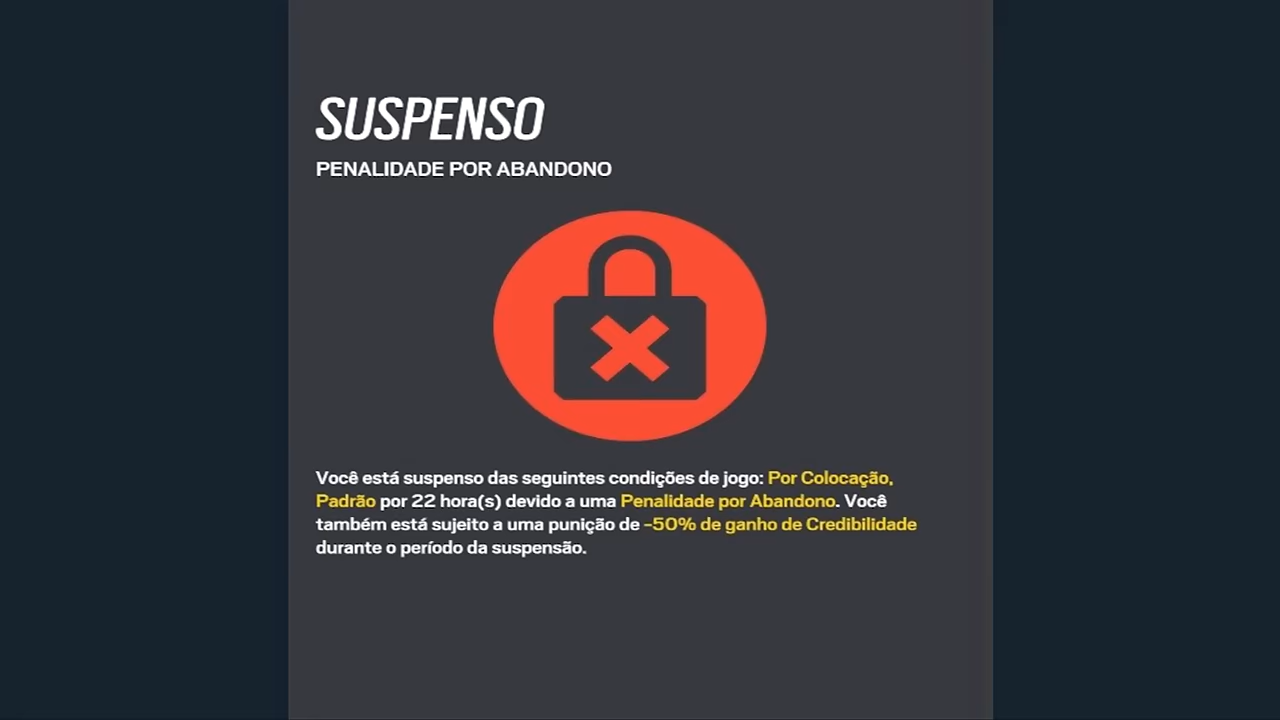 SUSPENSO
PENALIDADE POR ABANDONO
Você está suspenso das seguintes condições de jogo: Por Colocação,
Padrão por 22 hora(s) devido a uma Penalidade por Abandono. Você
também está sujeito a uma punição de -50% de ganho de Credibilidade
durante o período da suspensão.